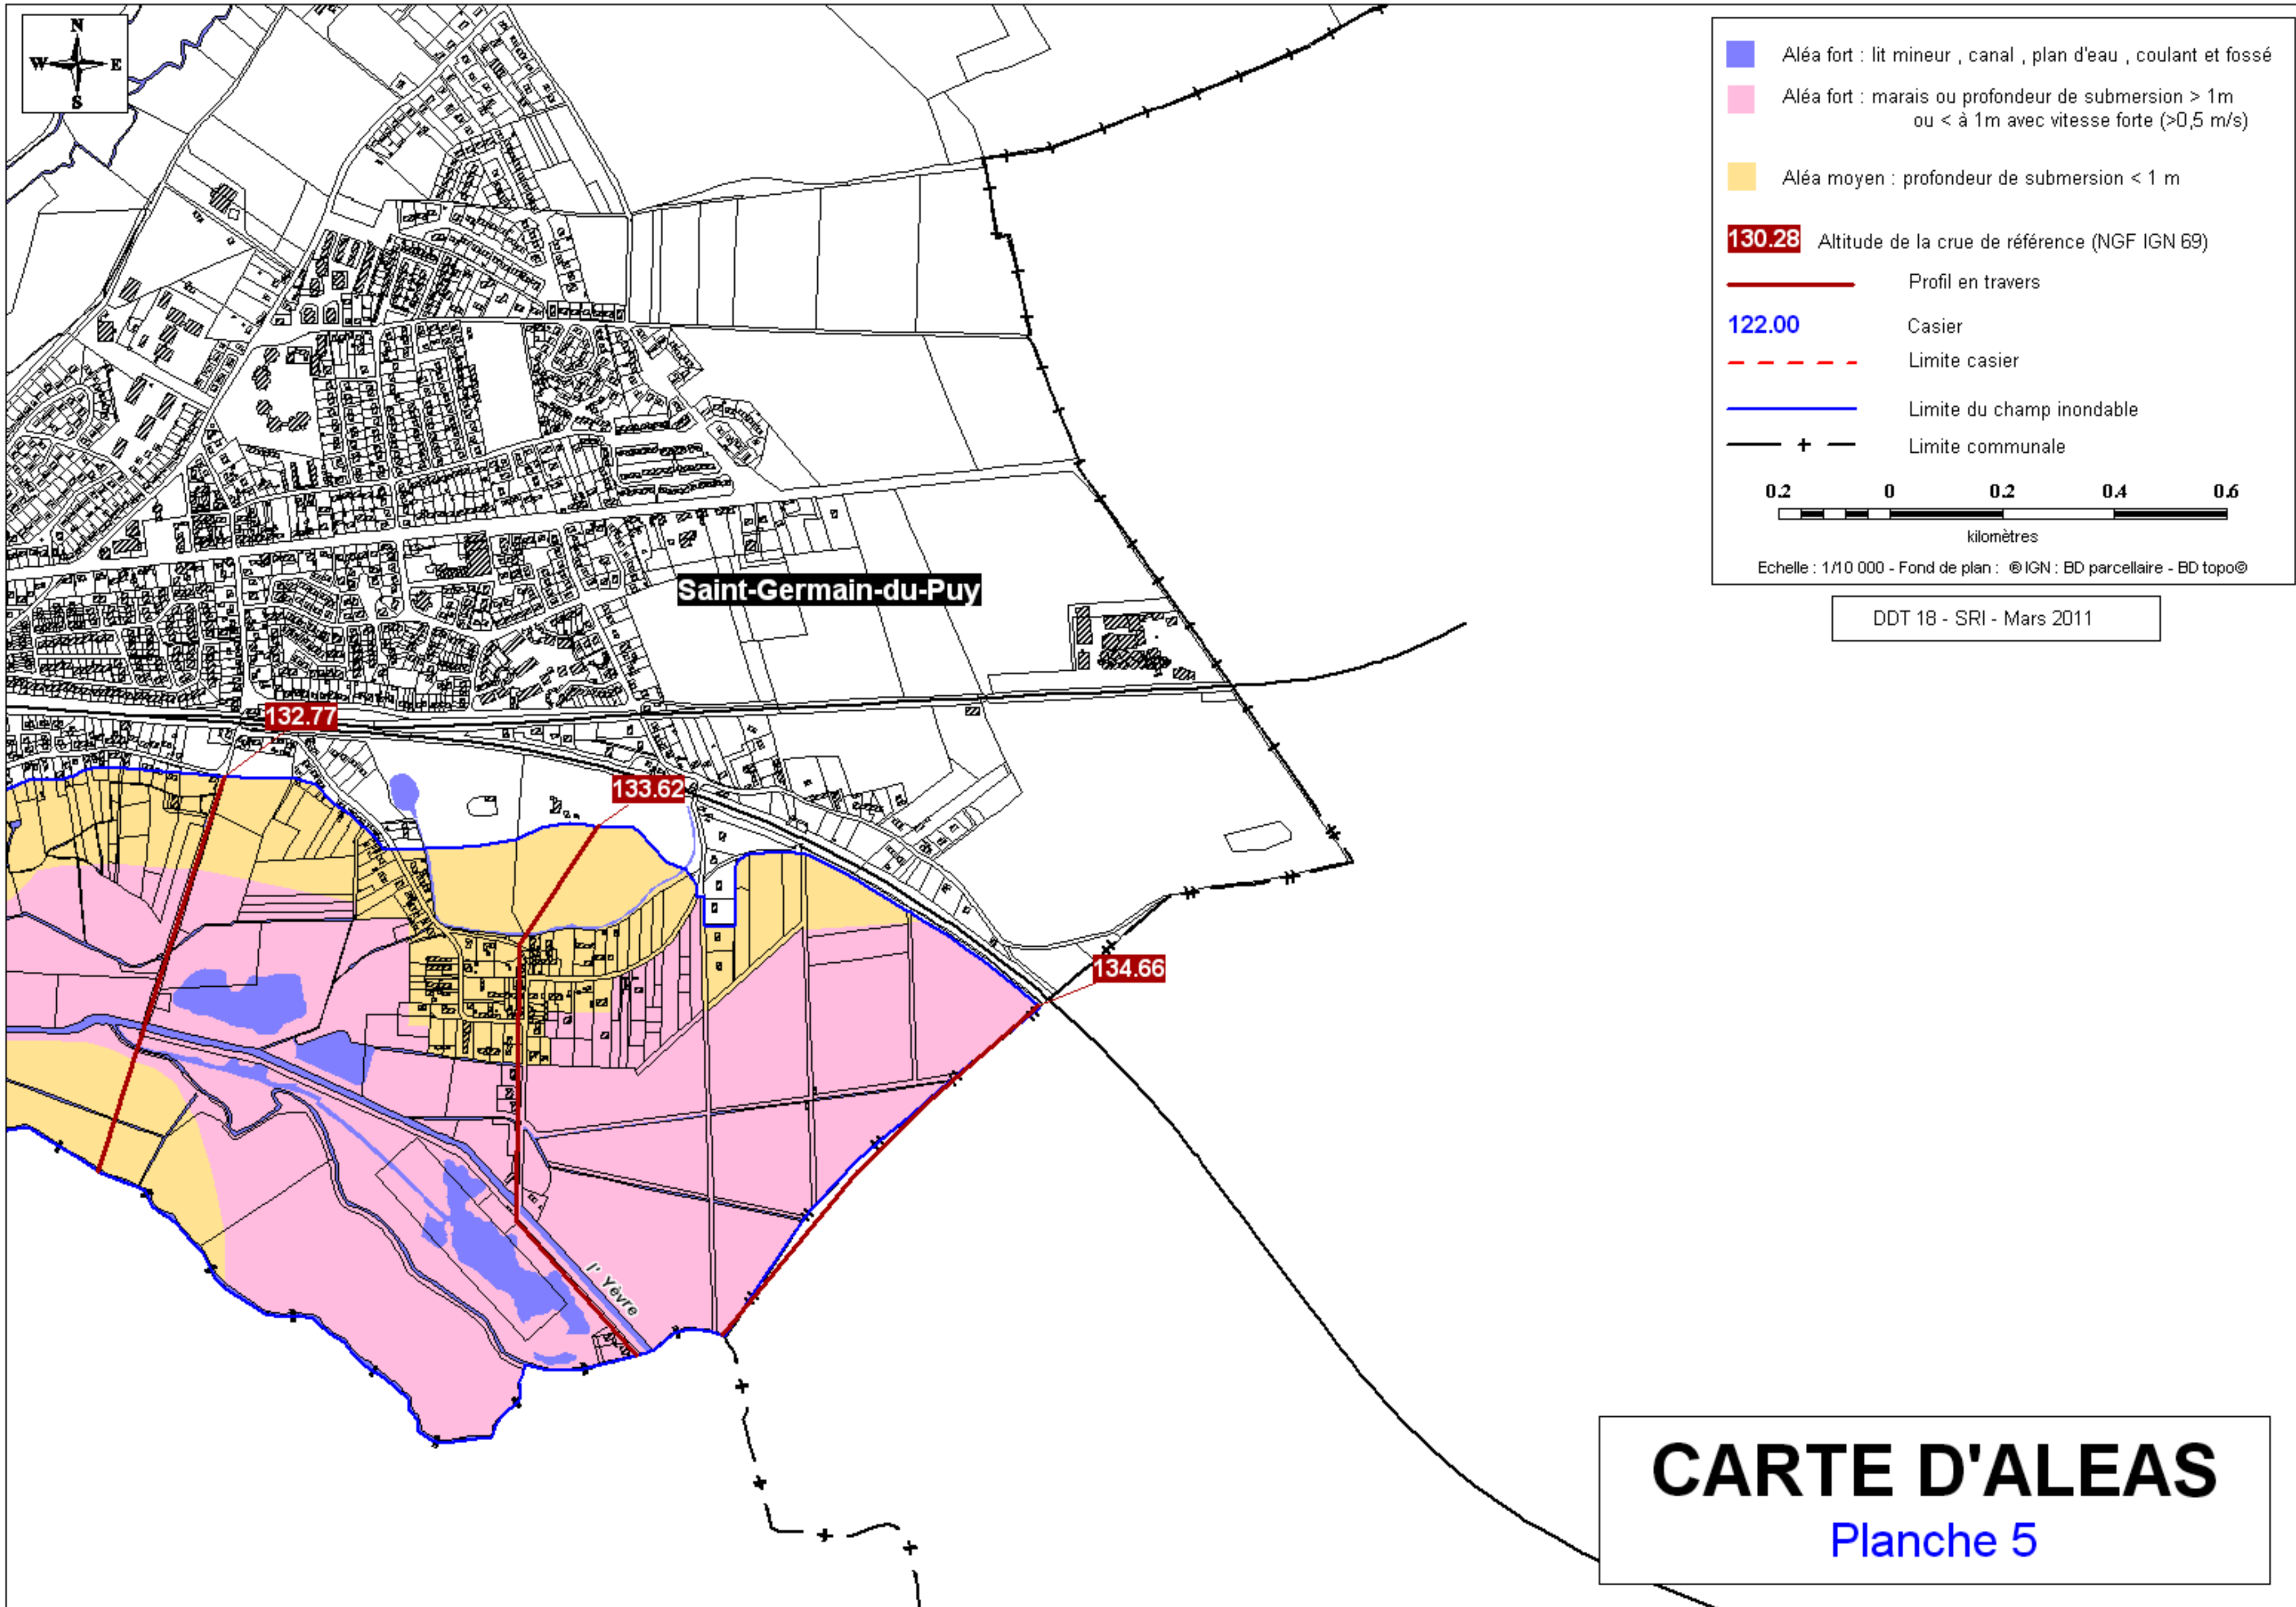 N
W E
S
Aléa fort : lit mineur , canal , plan d'eau , coulant et fossé
Aléa fort : marais ou profondeur de submersion > 1m
ou < à 1m avec vitesse forte (>0,5 m/s)
Aléa moyen : profondeur de submersion < 1 m
130.28 Altitude de la crue de référence (NGF IGN 69)
Profil en travers
122.00 Casier
Limite casier
Limite du champ inondable
Limite communale
0.2 0 0.2 0.4 0.6
kilomètres
Echelle : 1/10 000 - Fond de plan : ®IGN : BD parcellaire - BD topo©
DDT 18 - SRI - Mars 2011
Saint-Germain-du-Puy
132.77
133.62
134.66
l' Yèvre
CARTE D'ALEAS
Planche 5